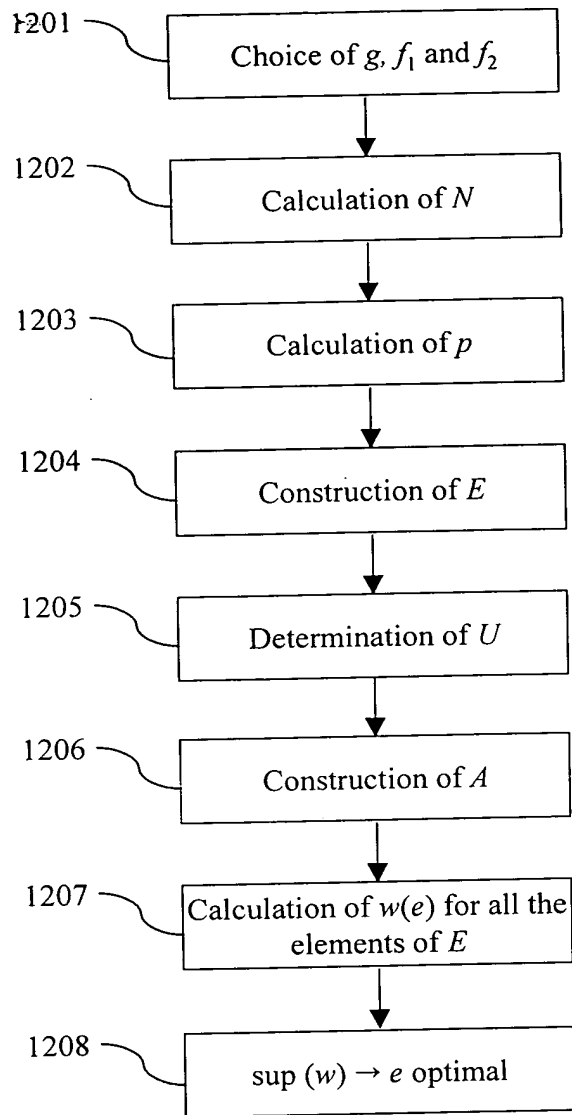 1201
Choice of g, f₁ and f₂
1202
Calculation of N
1203
Calculation of p
1204
Construction of E
1205
Determination of U
1206
Construction of A
1207
Calculation of w(e) for all the
elements of E
1208
sup (w) → e optimal